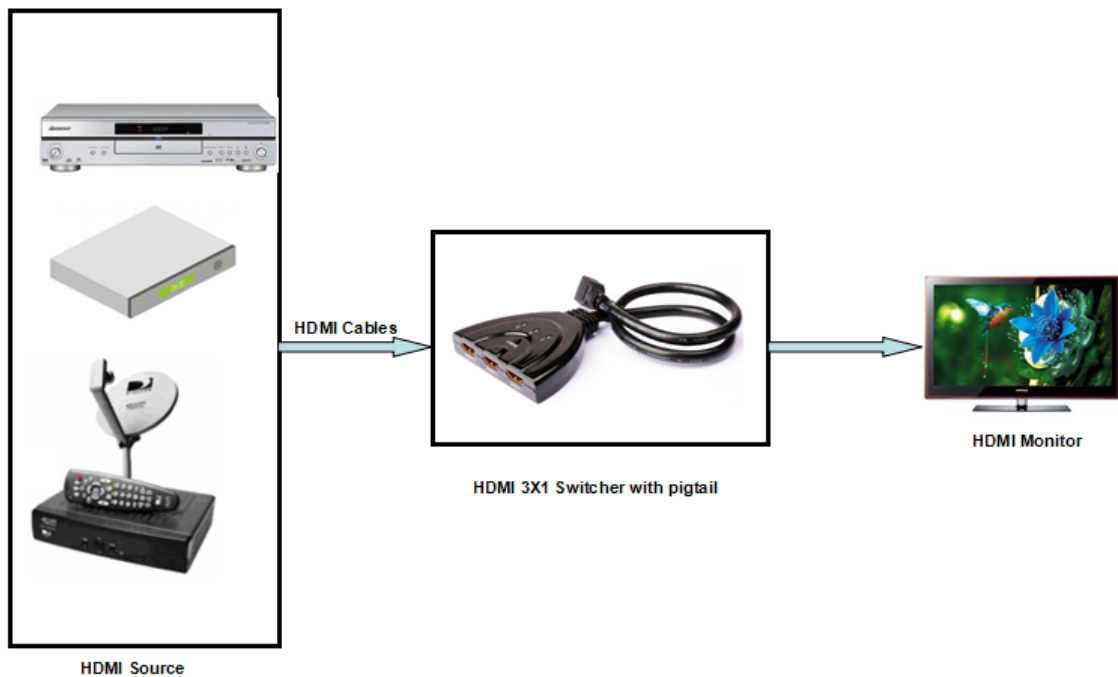 HDMI Cables
HDMI Monitor
HDMI 3X1 Switcher with pigtail
HDMI Source